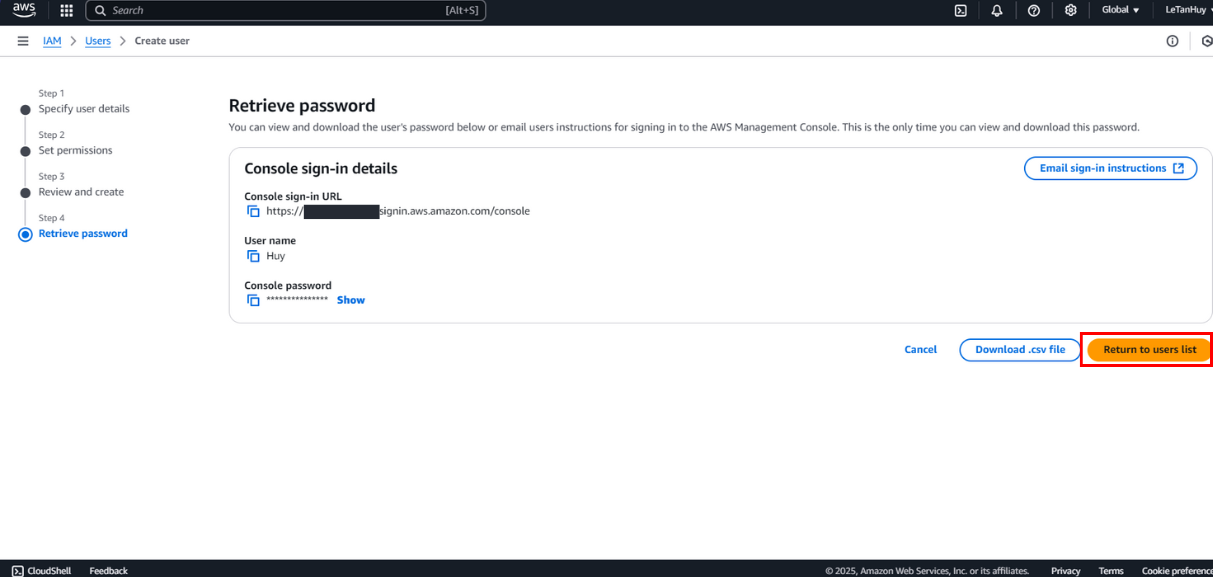 aws
Search [Alt+S]
Global LeTanHuy
IAM > Users > Create user
Step 1
Specify user details
Step 2
Set permissions
Step 3
Review and create
Step 4
Retrieve password
Retrieve password
You can view and download the user's password below or email users instructions for signing in to the AWS Management Console. This is the only time you can view and download this password.
Console sign-in details
Email sign-in instructions
Console sign-in URL
https:// signin.aws.amazon.com/console
User name
Huy
Console password
*************** Show
Cancel Download .csv file Return to users list
CloudShell Feedback © 2025, Amazon Web Services, Inc. or its affiliates. Privacy Terms Cookie preference